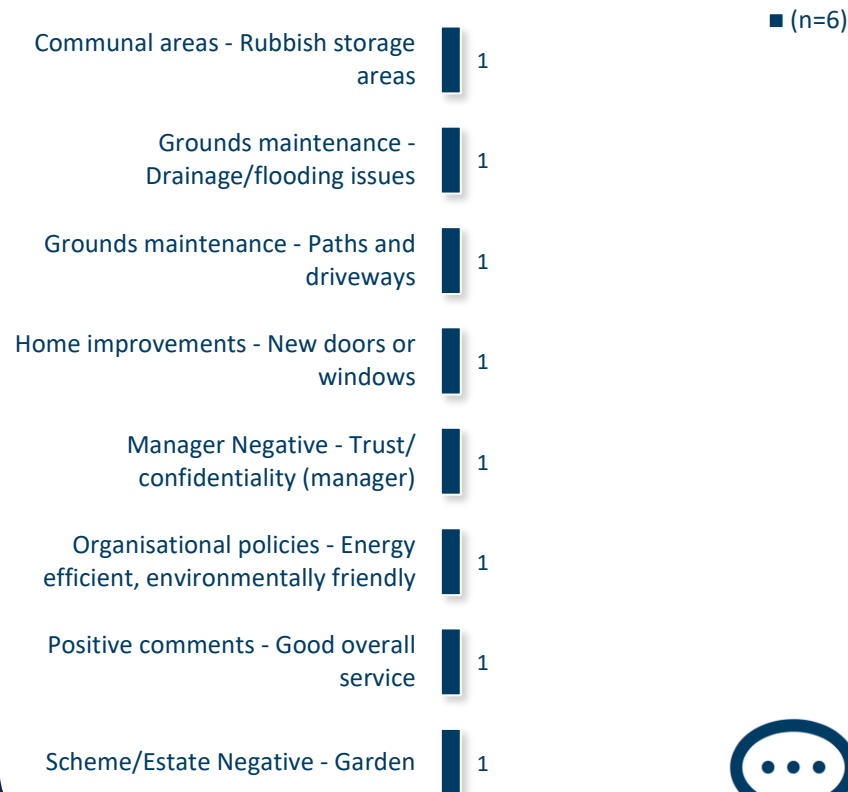 (n=6)
Communal areas - Rubbish storage
areas
1
Grounds maintenance -
Drainage/flooding issues
1
Grounds maintenance - Paths and
driveways
1
Home improvements - New doors or
windows
1
Manager Negative - Trust/
confidentiality (manager)
1
Organisational policies - Energy
efficient, environmentally friendly
1
Positive comments - Good overall
service
1
Scheme/Estate Negative - Garden
1